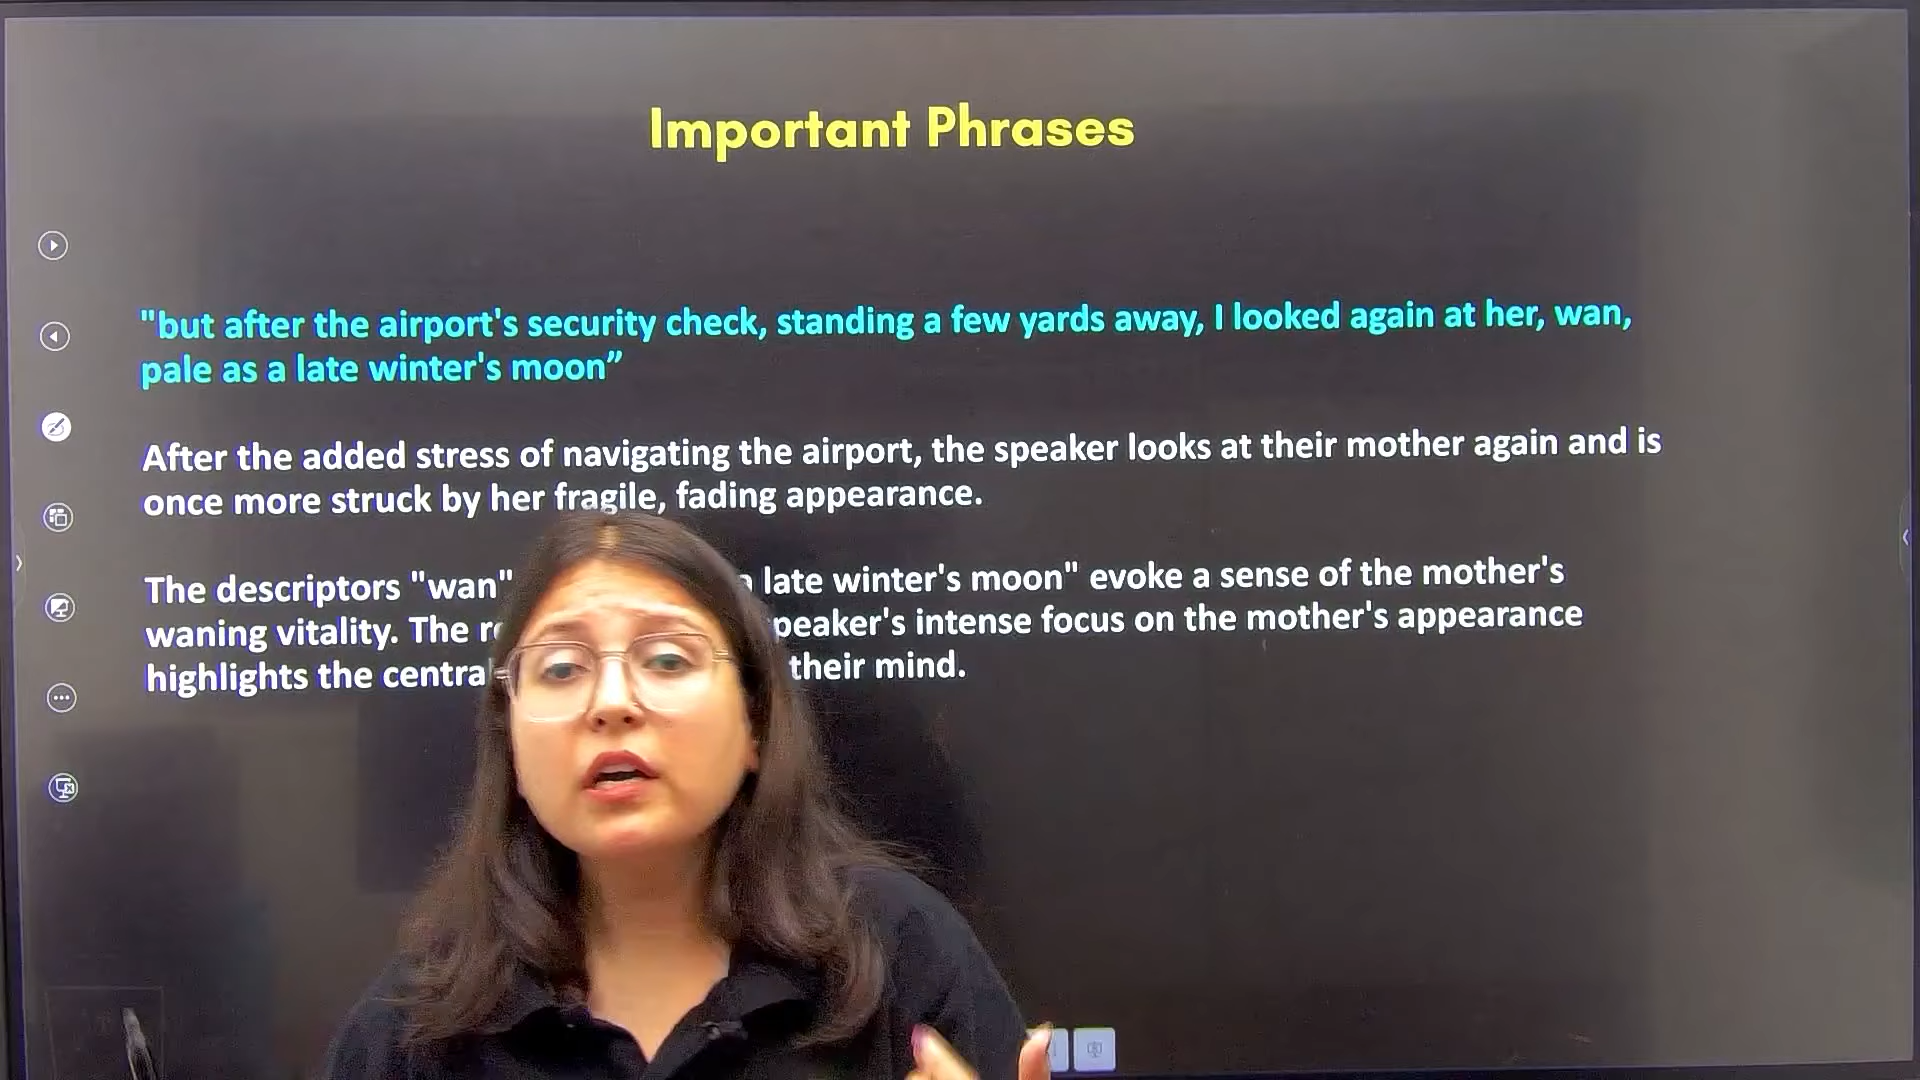 Important Phrases
"but after the airport's security check, standing a few yards away, I looked again at her, wan,
pale as a late winter's moon”
After the added stress of navigating the airport, the speaker looks at their mother again and is
once more struck by her fragile, fading appearance.
The descriptors "wan" late winter's moon" evoke a sense of the mother's
waning vitality. The speaker's intense focus on the mother's appearance
highlights the their mind.